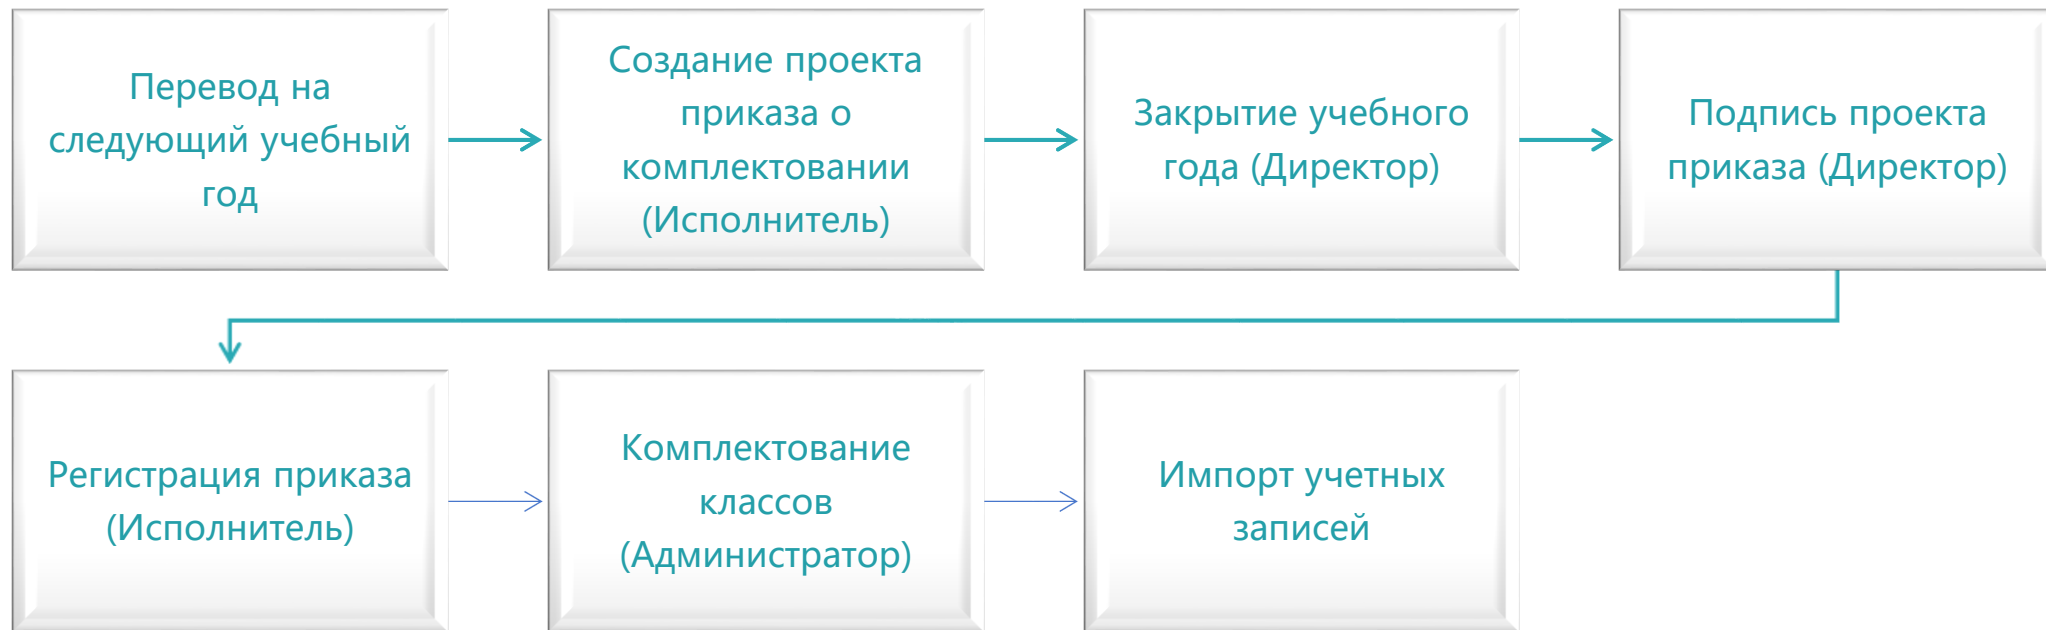 Перевод на
следующий учебный
год
Создание проекта
приказа о
комплектовании
(Исполнитель)
Закрытие учебного
года (Директор)
Подпись проекта
приказа (Директор)
Регистрация приказа
(Исполнитель)
Комплектование
классов
(Администратор)
Импорт учетных
записей